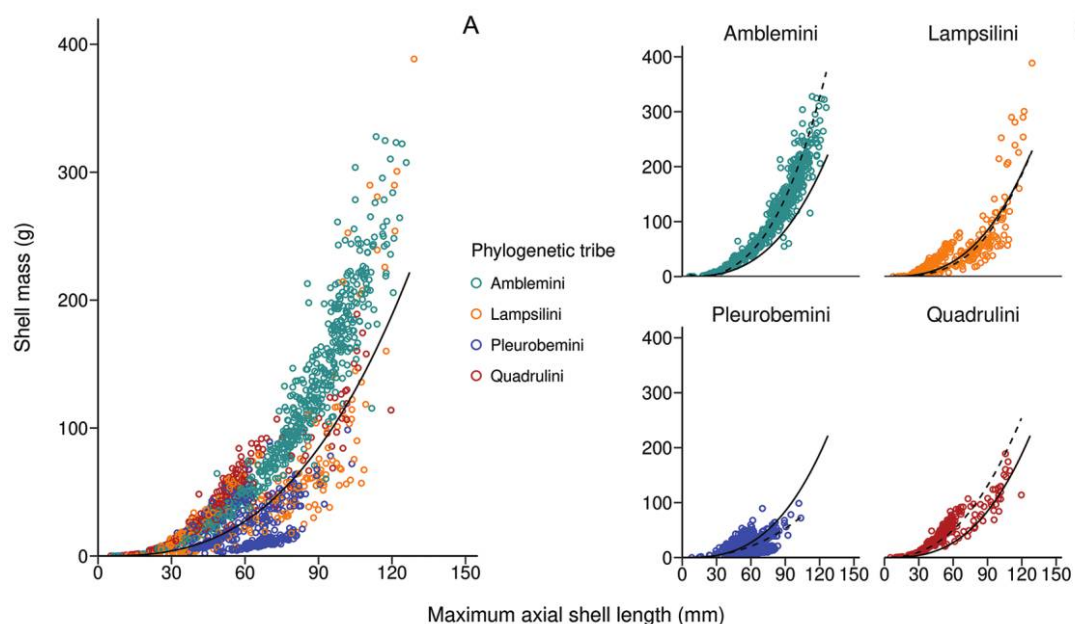 A
400
300
200
100
0
0 30 60 90 120 150
Shell mass (g)
Phylogenetic tribe
Amblemini
Lampsilini
Pleurobemini
Quadrulini
Amblemini
Lampsilini
400
300
200
100
0
Pleurobemini
Quadrulini
400
300
200
100
0
0 30 60 90 120 150
0 30 60 90 120 150
Maximum axial shell length (mm)